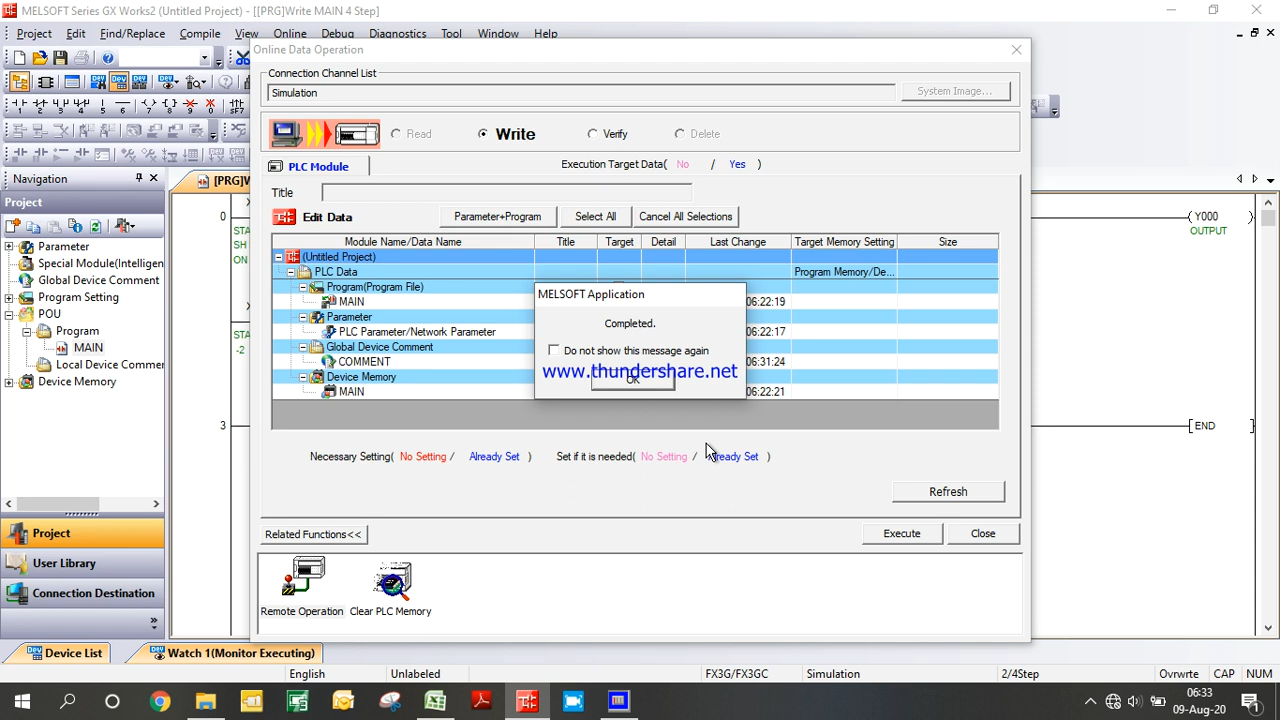 MELSOFT Series GX Works2 (Untitled Project) - [[PRG]Write MAIN 4 Step]
Project Edit Find/Replace Compile View Online Debug Diagnostics Tool Window Help
Online Data Operation
Connection Channel List
Simulation
System Image...
Read Write Verify Delete
PLC Module
Execution Target Data( No / Yes )
Title
Edit Data
Parameter+Program Select All Cancel All Selections
Module Name/Data Name Title Target Detail Last Change Target Memory Setting Size
(Untitled Project)
PLC Data Program Memory/De...
Program(Program File)
MAIN 06:22:19
Parameter
PLC Parameter/Network Parameter 06:22:17
Global Device Comment
COMMENT 06:31:24
Device Memory
MAIN 06:22:21
MELSOFT Application
Completed.
Do not show this message again
www.thundershare.net
OK
Necessary Setting( No Setting / Already Set )
Set if it is needed( No Setting / Already Set )
Refresh
Related Functions<<
Execute Close
Remote Operation Clear PLC Memory
Navigation
Project
Parameter
Special Module(Intelligen
Global Device Comment
Program Setting
POU
Program
MAIN
Local Device Commer
Device Memory
Project
User Library
Connection Destination
[PRG]W
0
STA
SH
ON
X
STA
-2
3
Y000
OUTPUT
END
Device List
Watch 1(Monitor Executing)
English Unlabeled FX3G/FX3GC Simulation 2/4Step Ovrwrte CAP NUM
06:33
09-Aug-20